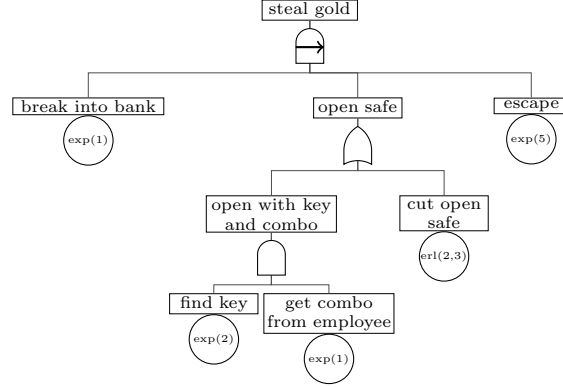 steal gold
break into bank
open safe
escape
exp(1)
exp(5)
open with key
and combo
cut open
safe
erl(2,3)
find key
get combo
from employee
exp(2)
exp(1)